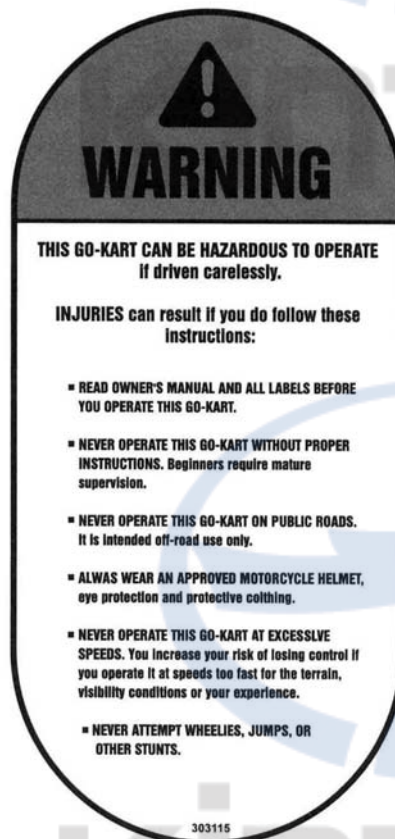 WARNING
THIS GO-KART CAN BE HAZARDOUS TO OPERATE
if driven carelessly.
INJURIES can result if you do follow these
instructions:
▪ READ OWNER'S MANUAL AND ALL LABELS BEFORE
YOU OPERATE THIS GO-KART.
▪ NEVER OPERATE THIS GO-KART WITHOUT PROPER
INSTRUCTIONS. Beginners require mature
supervision.
▪ NEVER OPERATE THIS GO-KART ON PUBLIC ROADS.
It is intended off-road use only.
▪ ALWAS WEAR AN APPROVED MOTORCYCLE HELMET,
eye protection and protective colthing.
▪ NEVER OPERATE THIS GO-KART AT EXCESSLVE
SPEEDS. You increase your risk of losing control if
you operate it at speeds too fast for the terrain,
visibility conditions or your experience.
▪ NEVER ATTEMPT WHEELIES, JUMPS, OR
OTHER STUNTS.
303115